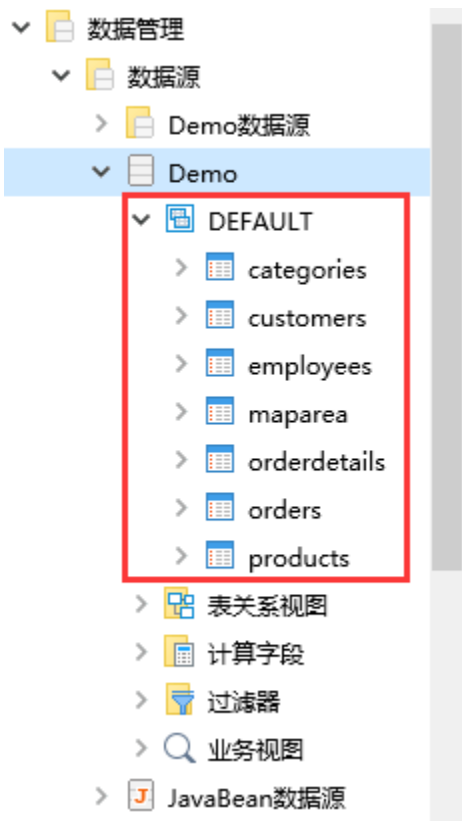 数据管理
数据源
Demo数据源
Demo
DEFAULT
categories
customers
employees
maparea
orderdetails
orders
products
表关系视图
计算字段
过滤器
业务视图
JavaBean数据源